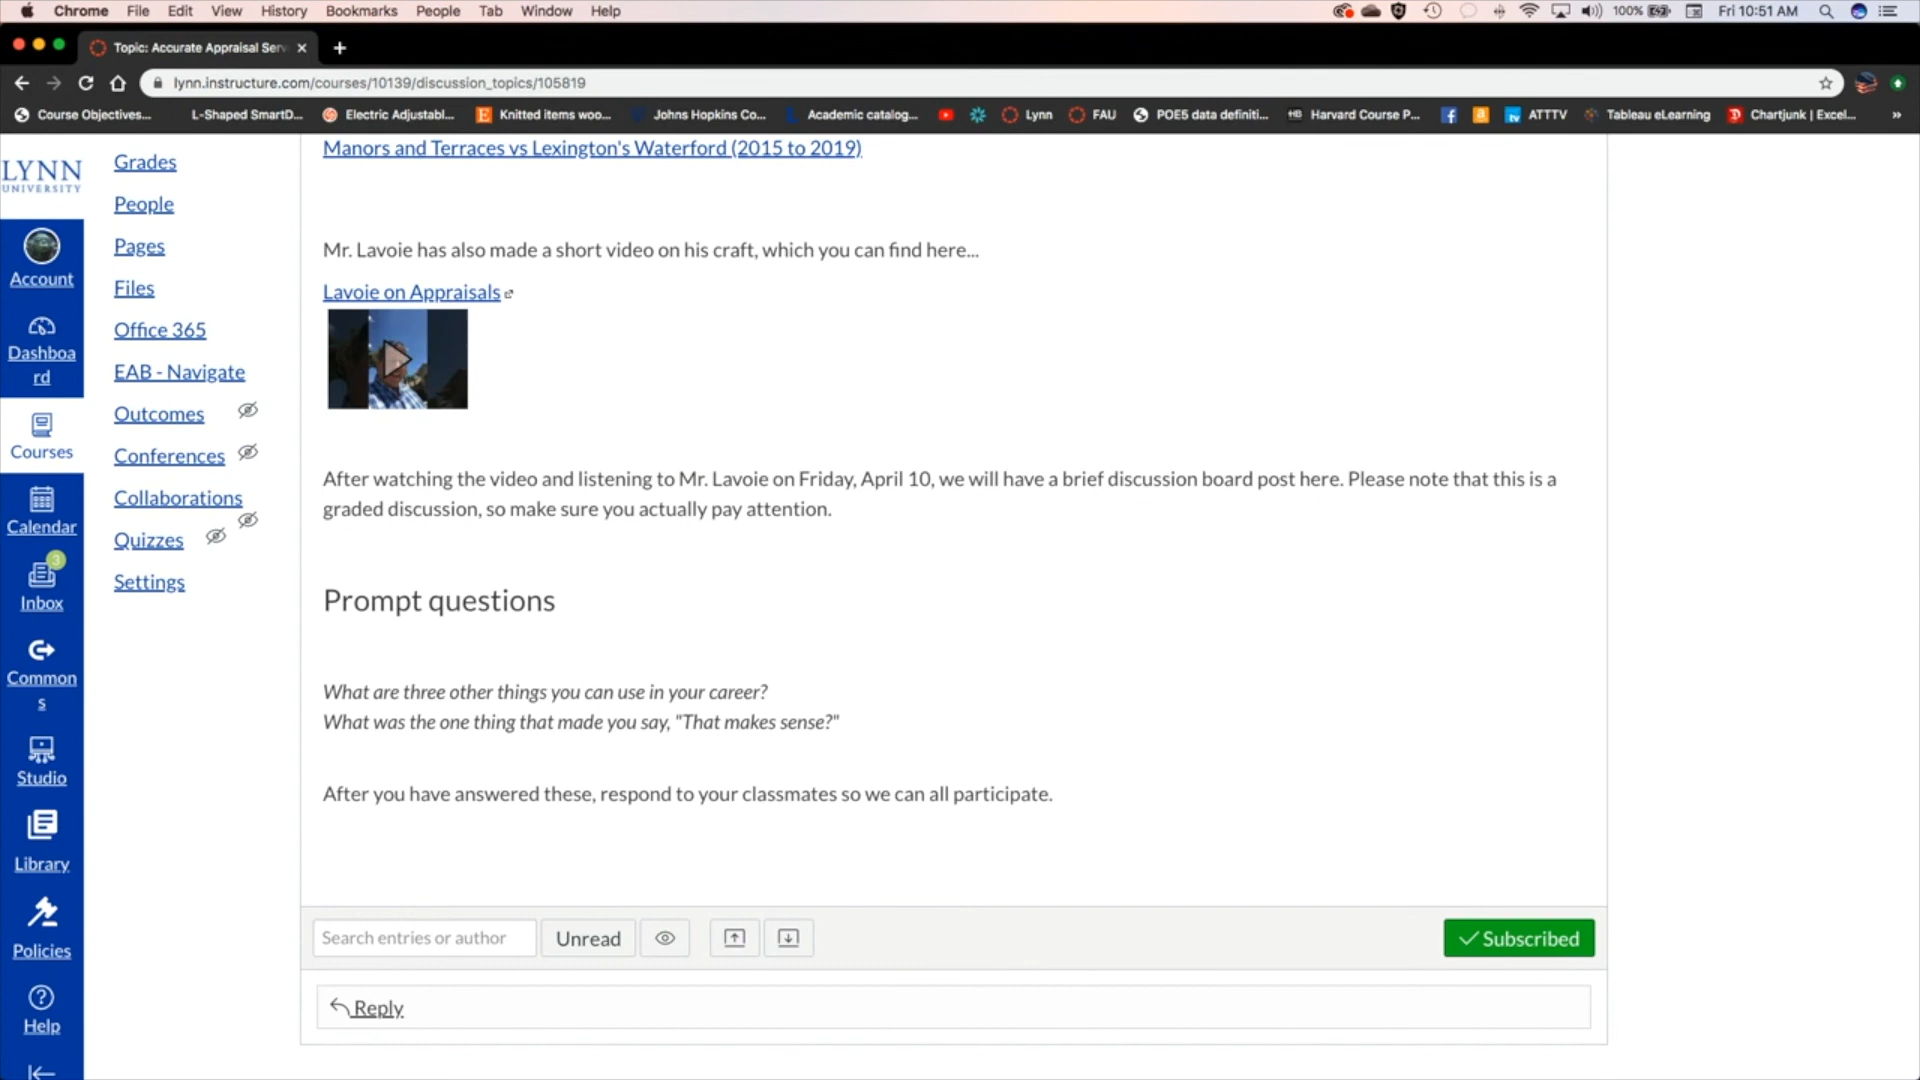 Chrome File Edit View History Bookmarks People Tab Window Help 100% Fri 10:51 AM
Topic: Accurate Appraisal Serv
lynn.instructure.com/courses/10139/discussion_topics/105819
Course Objectives... L-Shaped SmartD... Electric Adjustabl... Knitted items woo... Johns Hopkins Co... Academic catalog... Lynn FAU POE5 data definiti... Harvard Course P... ATTTV Tableau eLearning Chartjunk | Excel... »
LYNN
UNIVERSITY
Account
Dashboa
rd
Courses
Calendar
3
Inbox
Common
s
Studio
Library
Policies
Help
Grades
People
Pages
Files
Office 365
EAB - Navigate
Outcomes
Conferences
Collaborations
Quizzes
Settings
Manors and Terraces vs Lexington's Waterford (2015 to 2019)
Mr. Lavoie has also made a short video on his craft, which you can find here...
Lavoie on Appraisals
After watching the video and listening to Mr. Lavoie on Friday, April 10, we will have a brief discussion board post here. Please note that this is a
graded discussion, so make sure you actually pay attention.
Prompt questions
What are three other things you can use in your career?
What was the one thing that made you say, "That makes sense?"
After you have answered these, respond to your classmates so we can all participate.
Search entries or author Unread Subscribed
Reply